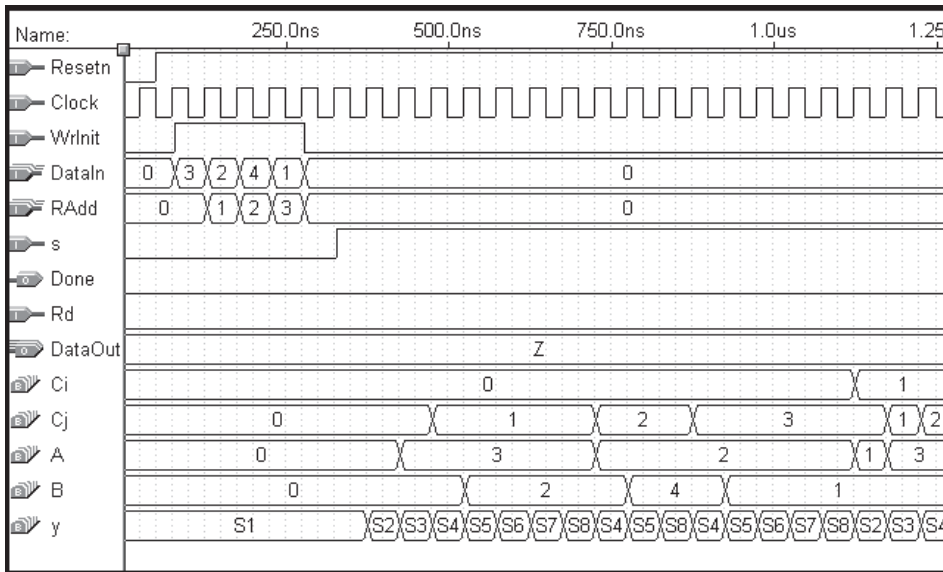 Name: 250.0ns 500.0ns 750.0ns 1.0us 1.25
Resetn
Clock
WrInit
DataIn 0 3 2 4 1 0
RAdd 0 1 2 3 0
s
Done
Rd
DataOut Z
Ci 0 1
Cj 0 1 2 3 1 2
A 0 3 2 1 3
B 0 2 4 1
y S1 S2 S3 S4 S5 S6 S7 S8 S4 S5 S8 S4 S5 S6 S7 S8 S2 S3 S4